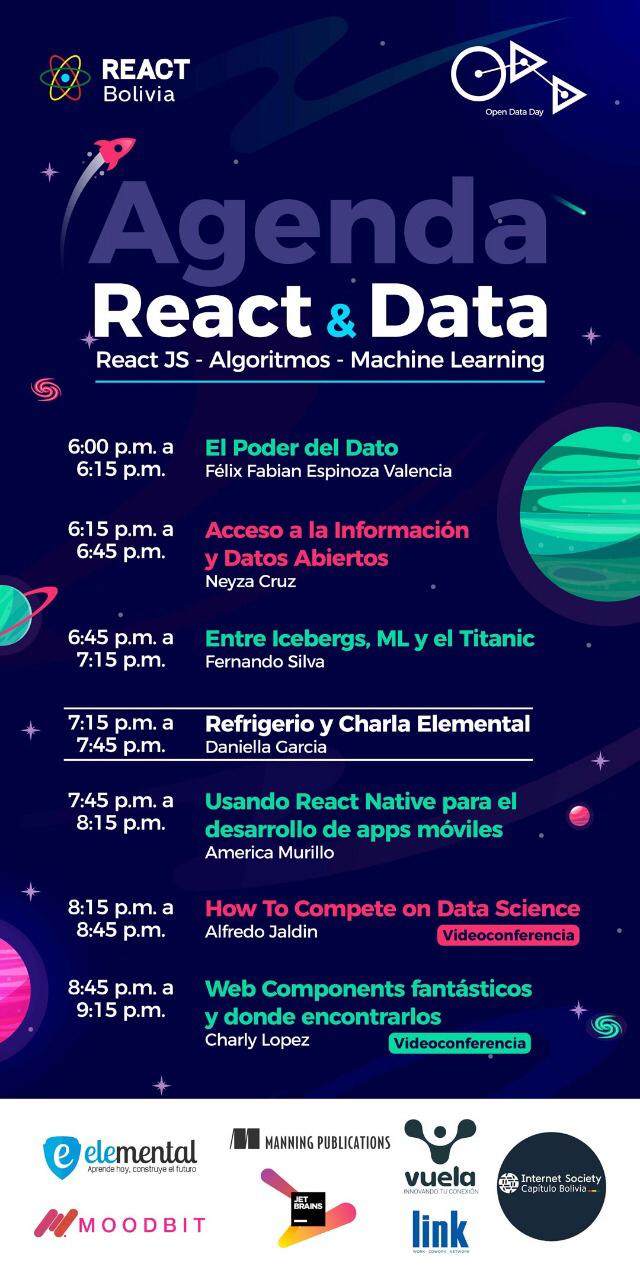 REACT
Bolivia
Open Data Day
Agenda
React & Data
React JS - Algoritmos - Machine Learning
6:00 p.m. a
6:15 p.m.
El Poder del Dato
Félix Fabian Espinoza Valencia
6:15 p.m. a
6:45 p.m.
Acceso a la Información
y Datos Abiertos
Neyza Cruz
6:45 p.m. a
7:15 p.m.
Entre Icebergs, ML y el Titanic
Fernando Silva
7:15 p.m. a
7:45 p.m.
Refrigerio y Charla Elemental
Daniella Garcia
7:45 p.m. a
8:15 p.m.
Usando React Native para el
desarrollo de apps móviles
America Murillo
8:15 p.m. a
8:45 p.m.
How To Compete on Data Science
Alfredo Jaldin
Videoconferencia
8:45 p.m. a
9:15 p.m.
Web Components fantásticos
y donde encontrarlos
Charly Lopez
Videoconferencia
elemental
Aprende hoy, construye el futuro
MANNING PUBLICATIONS
vuela
INNOVANDO TU CONEXIÓN
Internet Society
Capítulo Bolivia
MOODBIT
JET
BRAINS
link
WORK · COWORK · NETWORK